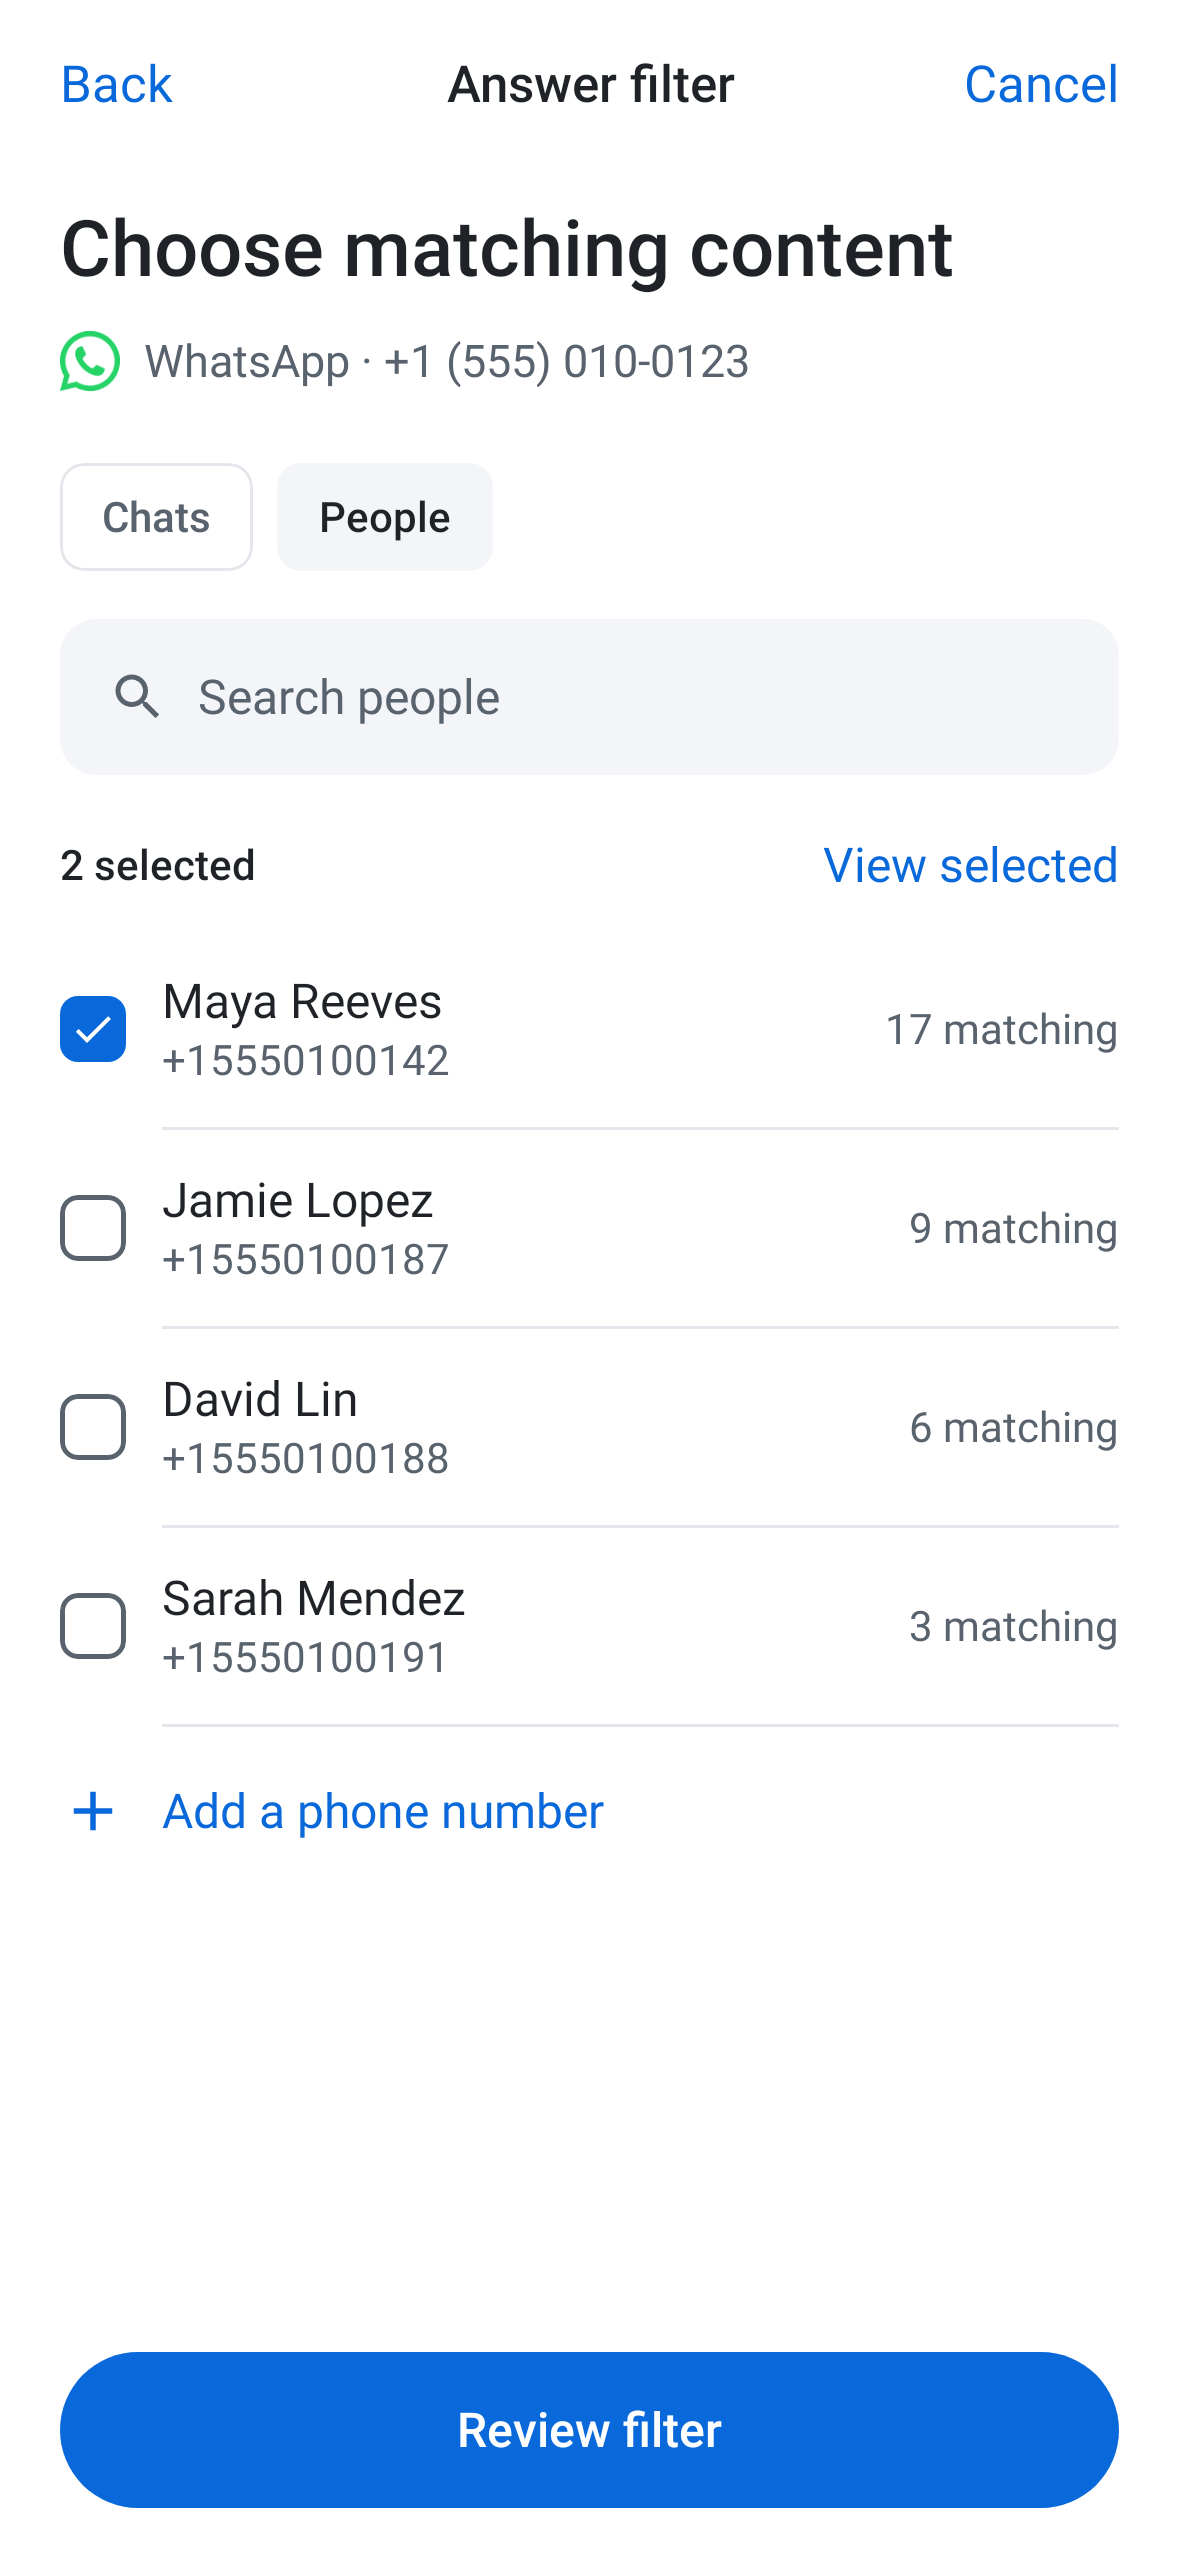 Back Answer filter Cancel
Choose matching content
WhatsApp · +1 (555) 010-0123
Chats People
Search people
2 selected View selected
Maya Reeves
+15550100142
17 matching
Jamie Lopez
+15550100187
9 matching
David Lin
+15550100188
6 matching
Sarah Mendez
+15550100191
3 matching
+ Add a phone number
Review filter